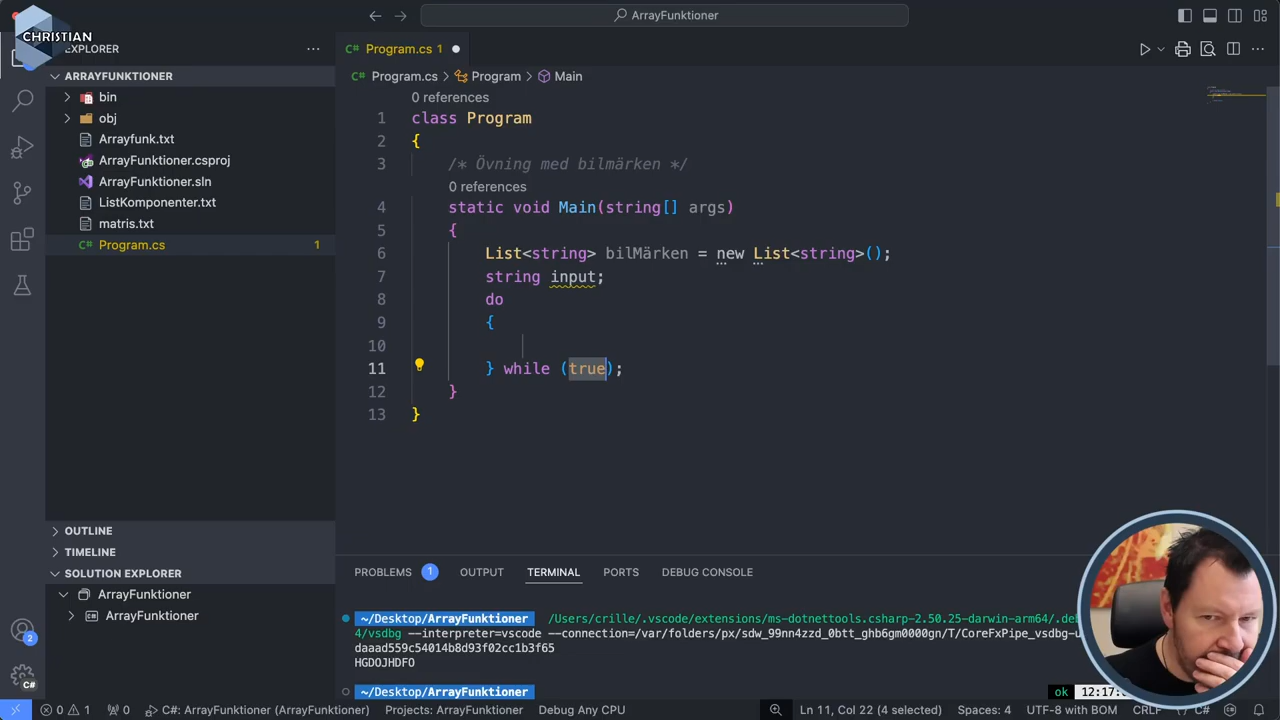 CHRISTIAN
ArrayFunktioner
EXPLORER
ARRAYFUNKTIONER
bin
obj
Arrayfunk.txt
ArrayFunktioner.csproj
ArrayFunktioner.sln
ListKomponenter.txt
matris.txt
Program.cs 1
OUTLINE
TIMELINE
SOLUTION EXPLORER
ArrayFunktioner
ArrayFunktioner
2
C#
C# Program.cs 1
C# Program.cs > Program > Main
0 references
1 class Program
2 {
3 /* Övning med bilmärken */
0 references
4 static void Main(string[] args)
5 {
6 List<string> bilMärken = new List<string>();
7 string input;
8 do
9 {
10
11 } while (true);
12 }
13 }
PROBLEMS 1 OUTPUT TERMINAL PORTS DEBUG CONSOLE
~/Desktop/ArrayFunktioner /Users/crille/.vscode/extensions/ms-dotnettools.csharp-2.50.25-darwin-arm64/.de
4/vsdbg --interpreter=vscode --connection=/var/folders/px/sdw_99nn4zzd_0btt_ghb6gm0000gn/T/CoreFxPipe_vsdbg-u
daaad559c54014b8d93f02cc1b3f65
HGDOJHDFO
~/Desktop/ArrayFunktioner ok 12:17:
0 1 0 C#: ArrayFunktioner (ArrayFunktioner) Projects: ArrayFunktioner Debug Any CPU Ln 11, Col 22 (4 selected) Spaces: 4 UTF-8 with BOM CRLF {} C#